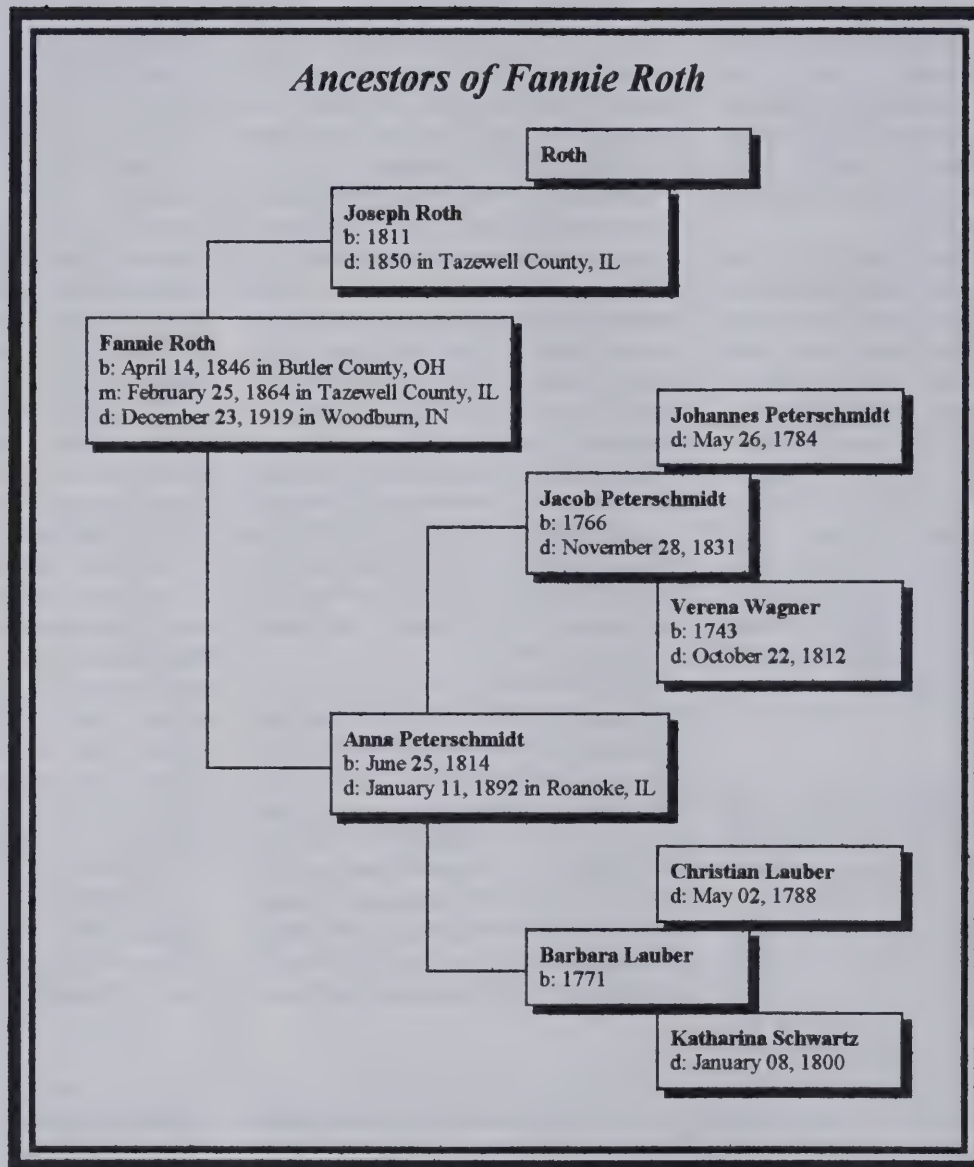 Ancestors of Fannie Roth
Roth
Joseph Roth
b: 1811
d: 1850 in Tazewell County, IL
Fannie Roth
b: April 14, 1846 in Butler County, OH
m: February 25, 1864 in Tazewell County, IL
d: December 23, 1919 in Woodburn, IN
Johannes Peterschmidt
d: May 26, 1784
Jacob Peterschmidt
b: 1766
d: November 28, 1831
Verena Wagner
b: 1743
d: October 22, 1812
Anna Peterschmidt
b: June 25, 1814
d: January 11, 1892 in Roanoke, IL
Christian Lauber
d: May 02, 1788
Barbara Lauber
b: 1771
Katharina Schwartz
d: January 08, 1800